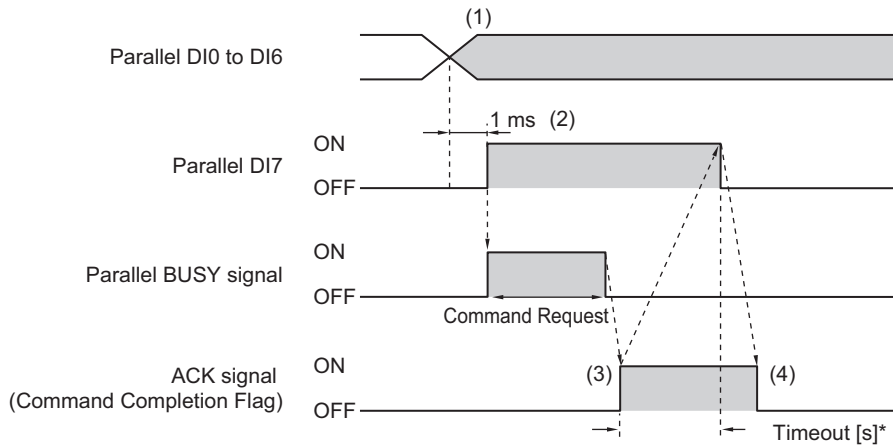 (1)
Parallel DI0 to DI6
1 ms (2)
ON
Parallel DI7
OFF
ON
Parallel BUSY signal
OFF
Command Request
ON
ACK signal
(3)
(4)
(Command Completion Flag)
OFF
Timeout [s]*